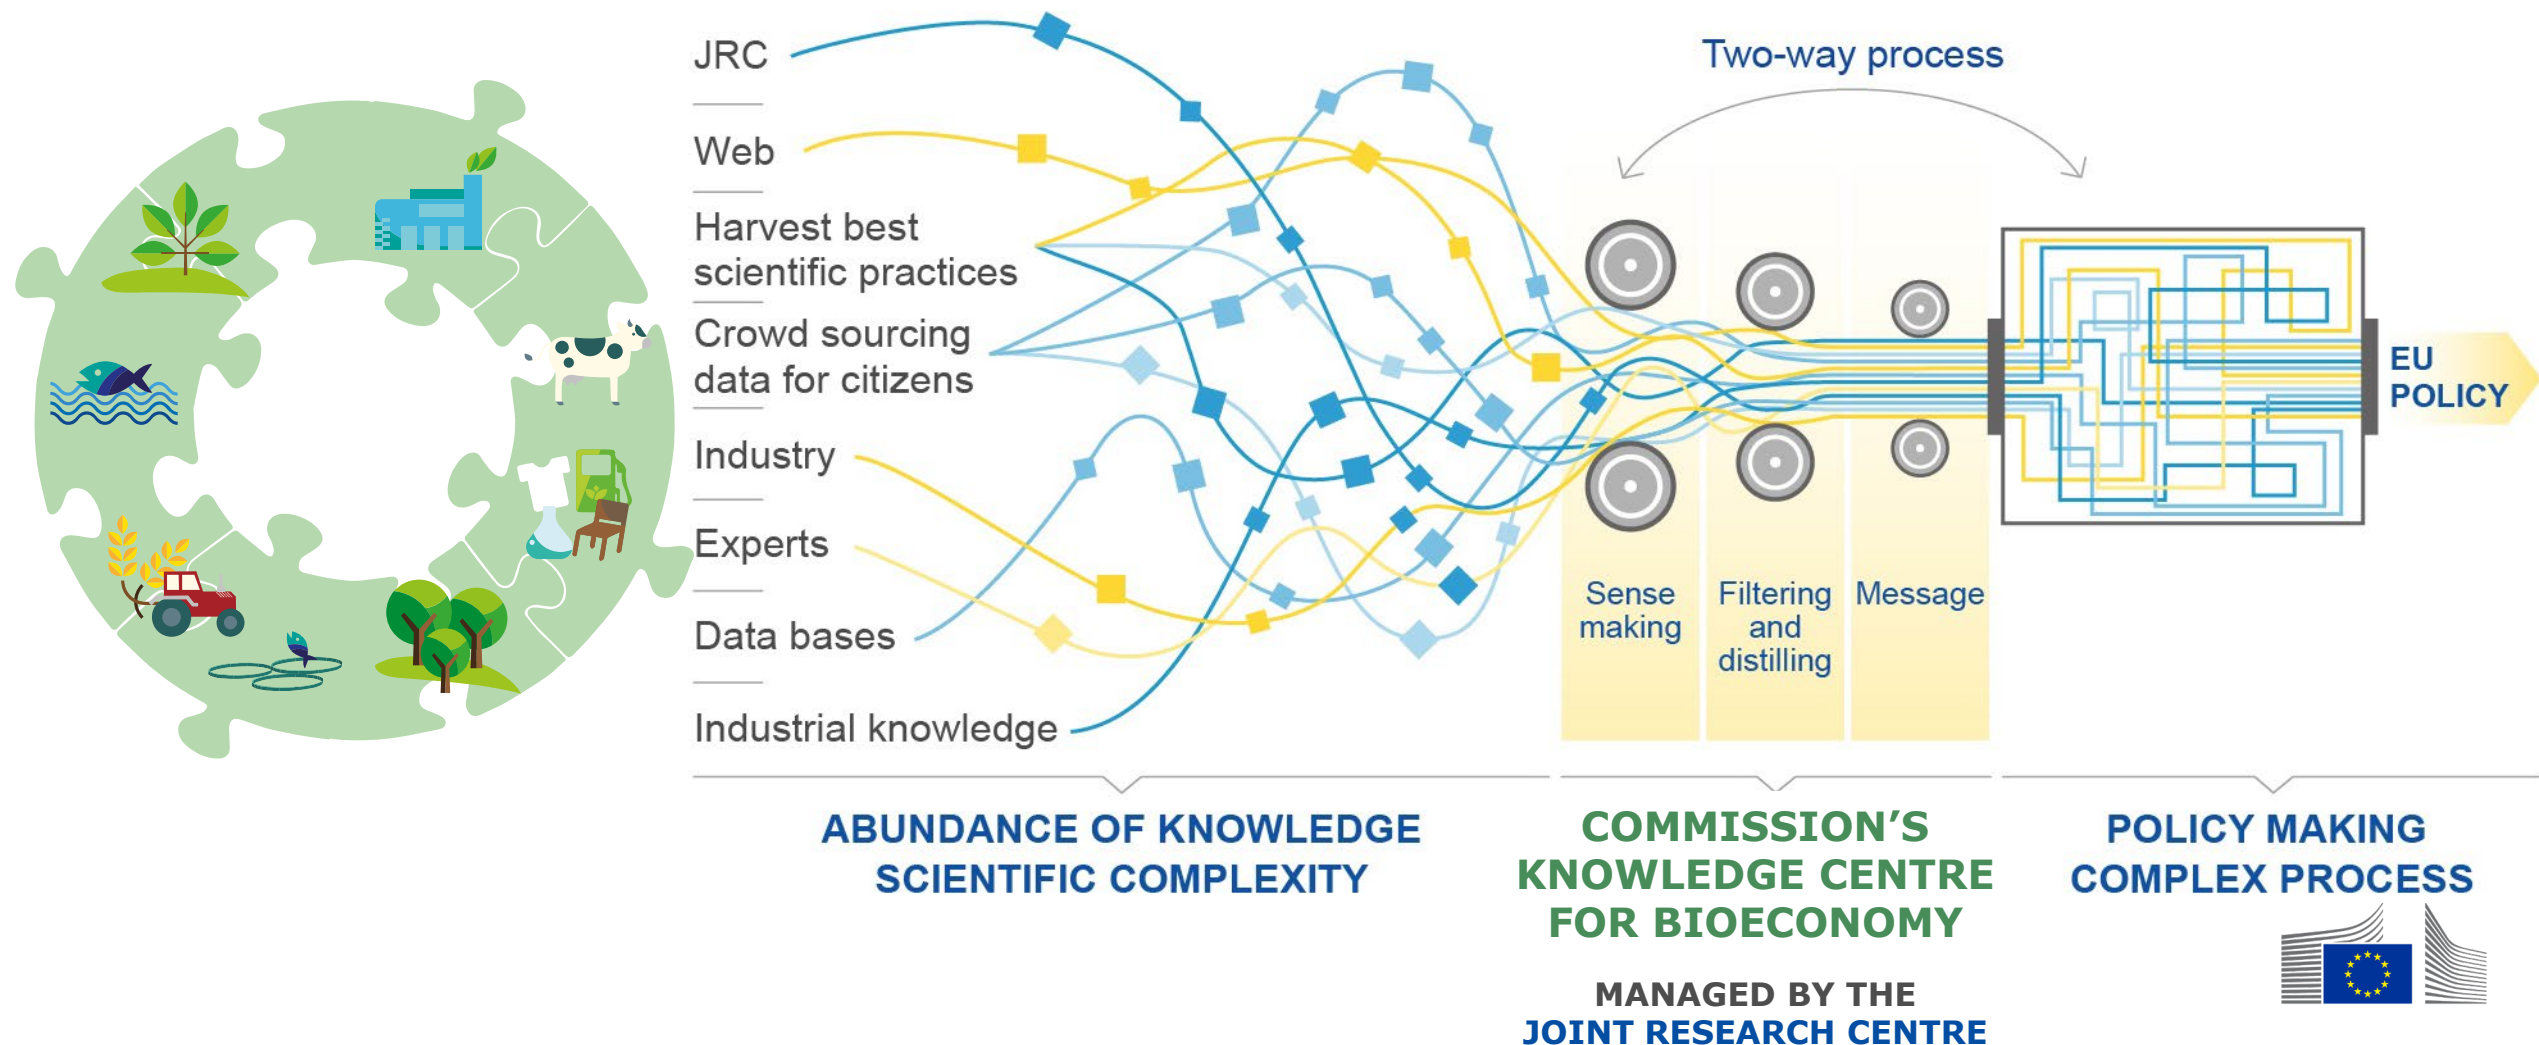 JRC
Web
Harvest best
scientific practices
Crowd sourcing
data for citizens
Industry
Experts
Data bases
Industrial knowledge
Two-way process
Sense
making
Filtering
and
distilling
Message
EU
POLICY
ABUNDANCE OF KNOWLEDGE
SCIENTIFIC COMPLEXITY
COMMISSION’S
KNOWLEDGE CENTRE
FOR BIOECONOMY
MANAGED BY THE
JOINT RESEARCH CENTRE
POLICY MAKING
COMPLEX PROCESS